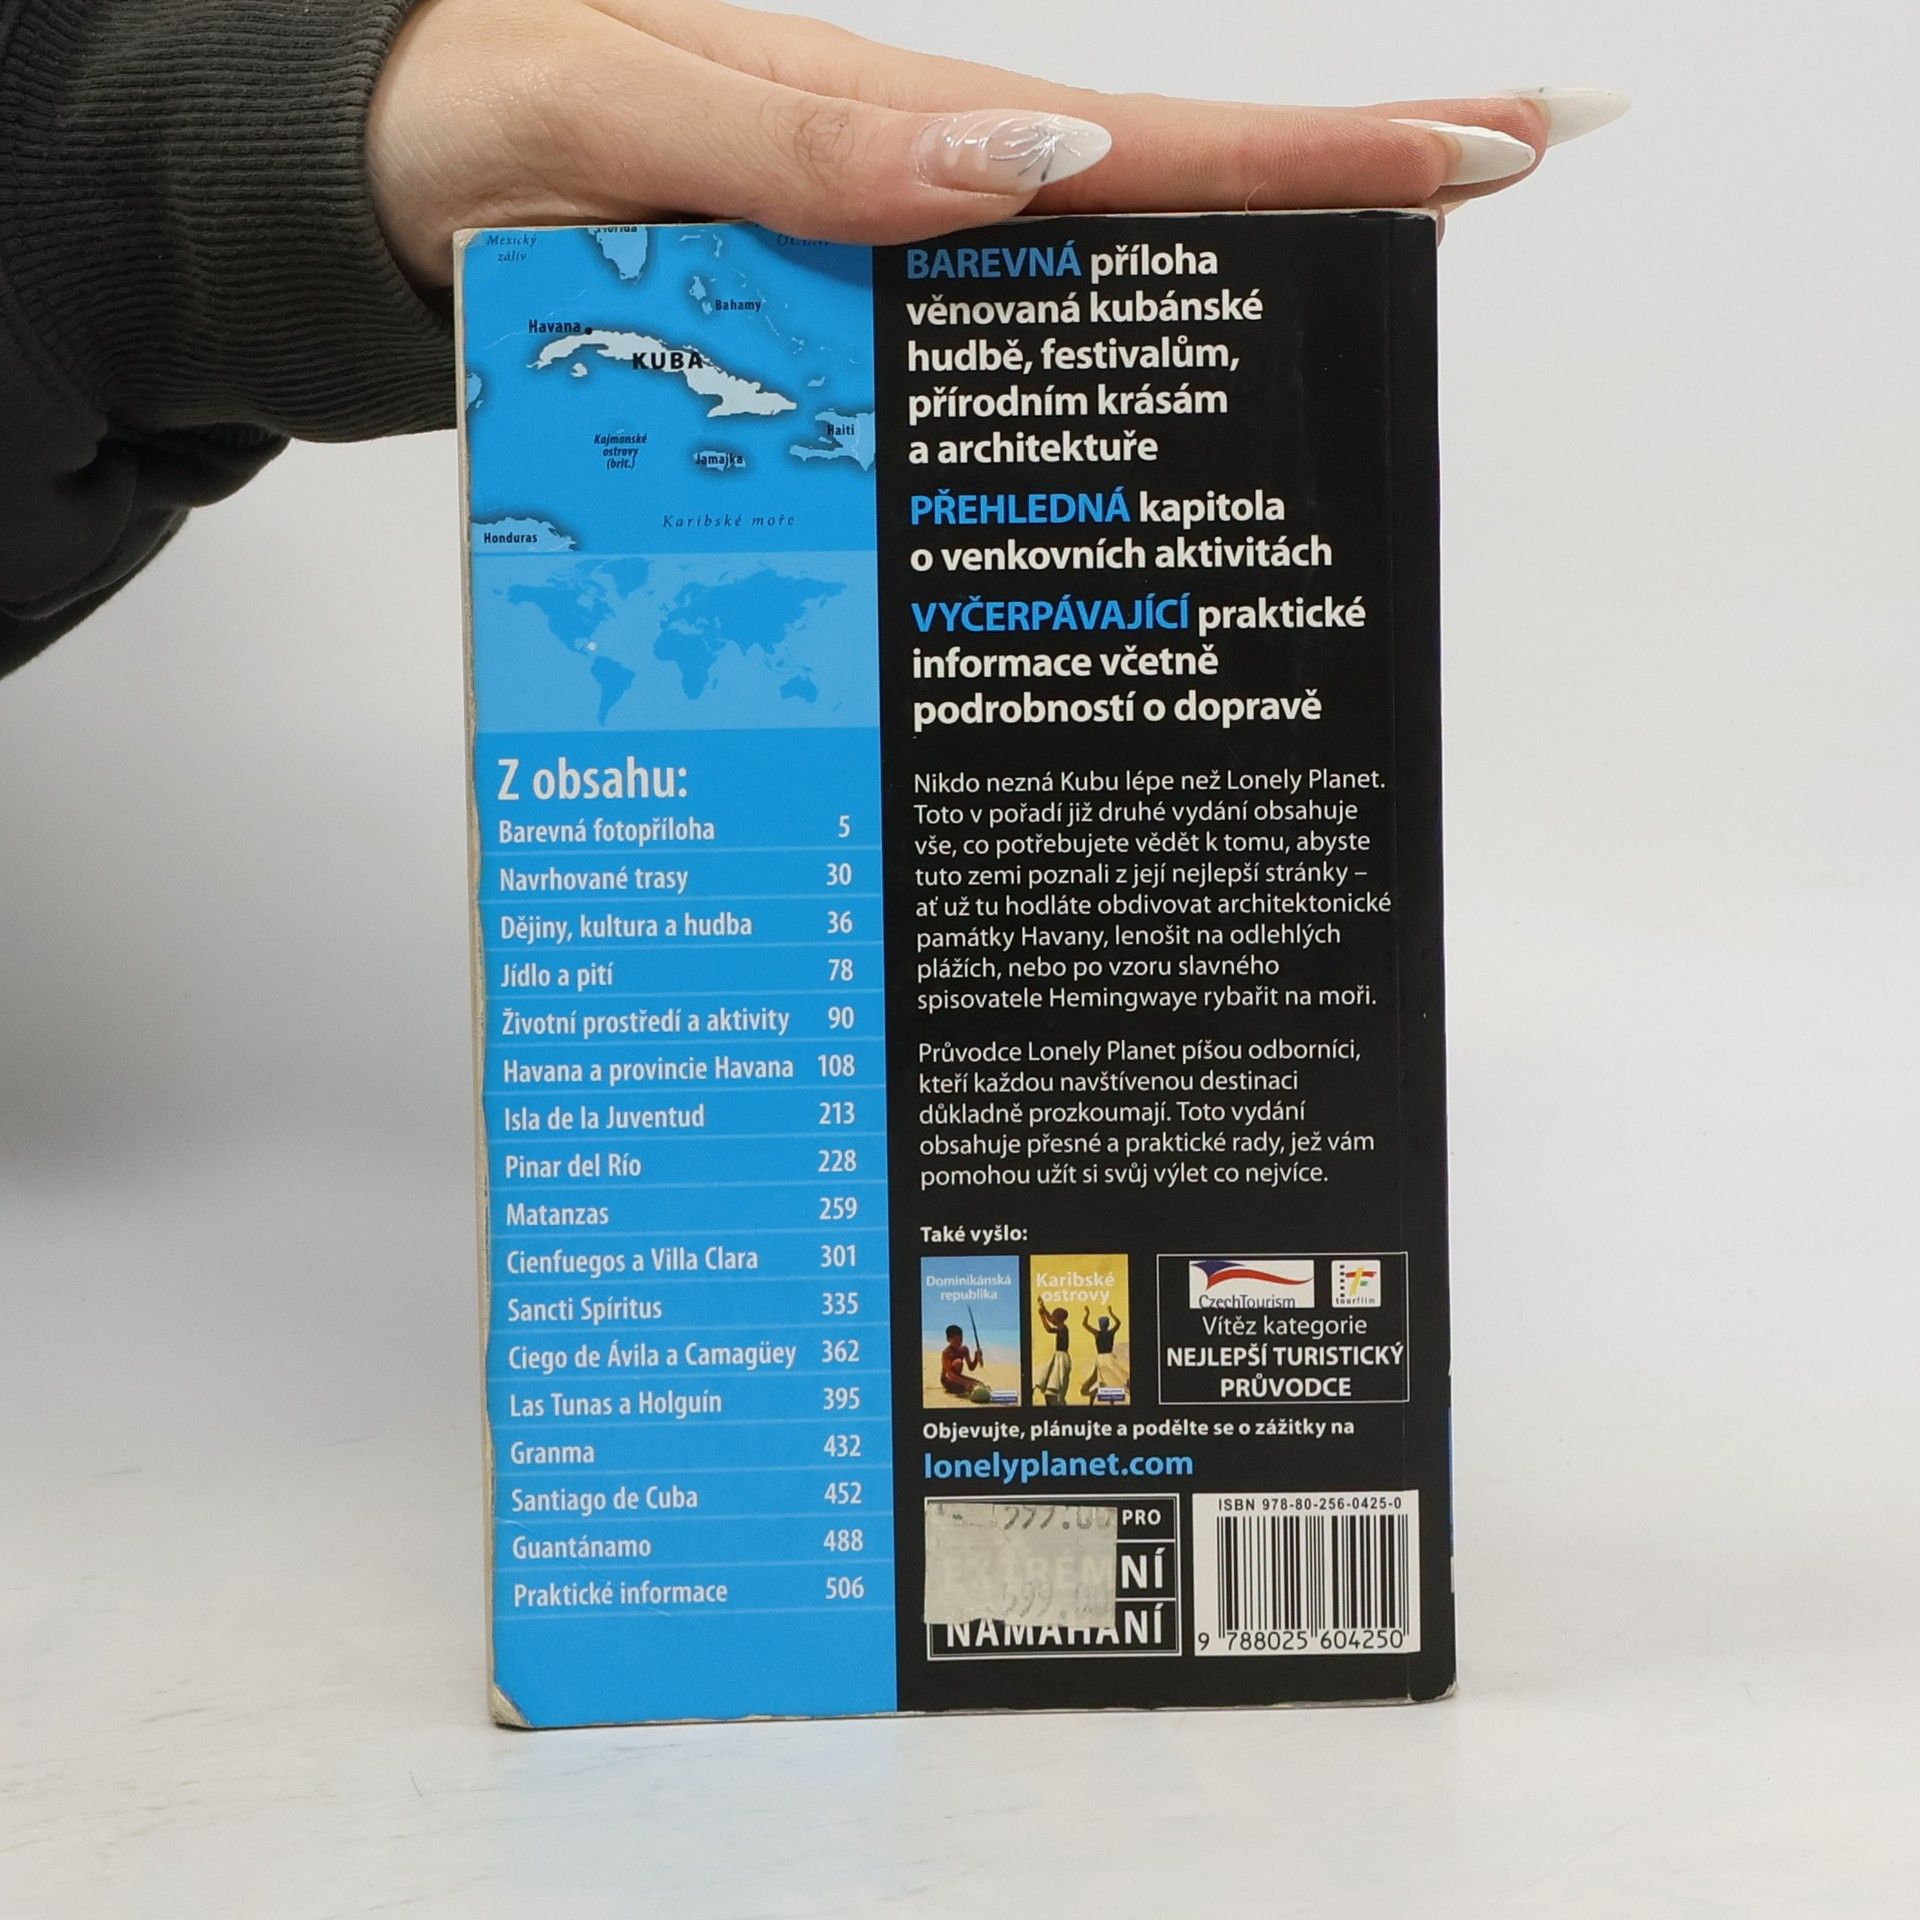 Mexický
záliv
Florida
Bahamy
Havana
KUBA
Haiti
Kajmanské
ostrovy
(brit.)
Jamajka
Karibské moře
Honduras
Z obsahu:
Barevná fotopříloha 5
Navrhované trasy 30
Dějiny, kultura a hudba 36
Jídlo a pití 78
Životní prostředí a aktivity 90
Havana a provincie Havana 108
Isla de la Juventud 213
Pinar del Río 228
Matanzas 259
Cienfuegos a Villa Clara 301
Sancti Spíritus 335
Ciego de Ávila a Camagüey 362
Las Tunas a Holguín 395
Granma 432
Santiago de Cuba 452
Guantánamo 488
Praktické informace 506
BAREVNÁ příloha
věnovaná kubánské
hudbě, festivalům,
přírodním krásám
a architektuře
PŘEHLEDNÁ kapitola
o venkovních aktivitách
VYČERPÁVAJÍCÍ praktické
informace včetně
podrobností o dopravě
Nikdo nezná Kubu lépe než Lonely Planet.
Toto v pořadí již druhé vydání obsahuje
vše, co potřebujete vědět k tomu, abyste
tuto zemi poznali z její nejlepší stránky –
ať už tu hodláte obdivovat architektonické
památky Havany, lenošit na odlehlých
plážích, nebo po vzoru slavného
spisovatele Hemingwaye rybařit na moři.
Průvodce Lonely Planet píšou odborníci,
kteří každou navštívenou destinaci
důkladně prozkoumají. Toto vydání
obsahuje přesné a praktické rady, jež vám
pomohou užít si svůj výlet co nejvíce.
Také vyšlo:
Dominikánská
republika
Karibské
ostrovy
CzechTourism
tourfilm
Vítěz kategorie
NEJLEPŠÍ TURISTICKÝ
PRŮVODCE
Objevujte, plánujte a podělte se o zážitky na
lonelyplanet.com
PRO
EXTRÉMNÍ
NAMÁHÁNÍ
ISBN 978-80-256-0425-0
9 788025 604250